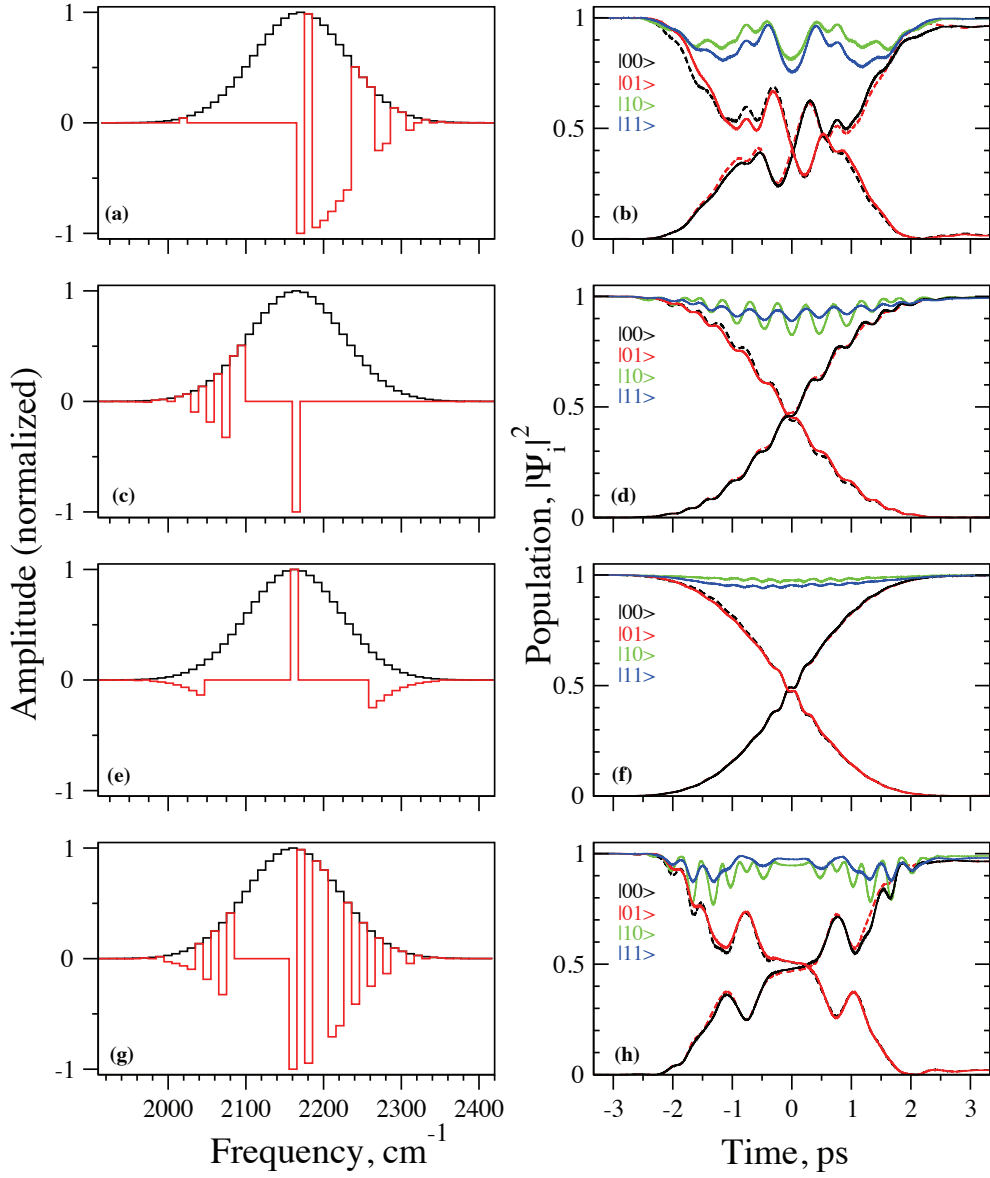 1
0
-1
(a)
1
0.5
0
|00>
|01>
|10>
|11>
(b)
1
0
-1
(c)
1
0.5
0
|00>
|01>
|10>
|11>
(d)
Amplitude (normalized)
Population, |Ψi|2
1
0
-1
(e)
1
0.5
0
|00>
|01>
|10>
|11>
(f)
1
0
-1
(g)
1
0.5
0
|00>
|01>
|10>
|11>
(h)
2000 2100 2200 2300 2400
-3 -2 -1 0 1 2 3
Frequency, cm-1
Time, ps